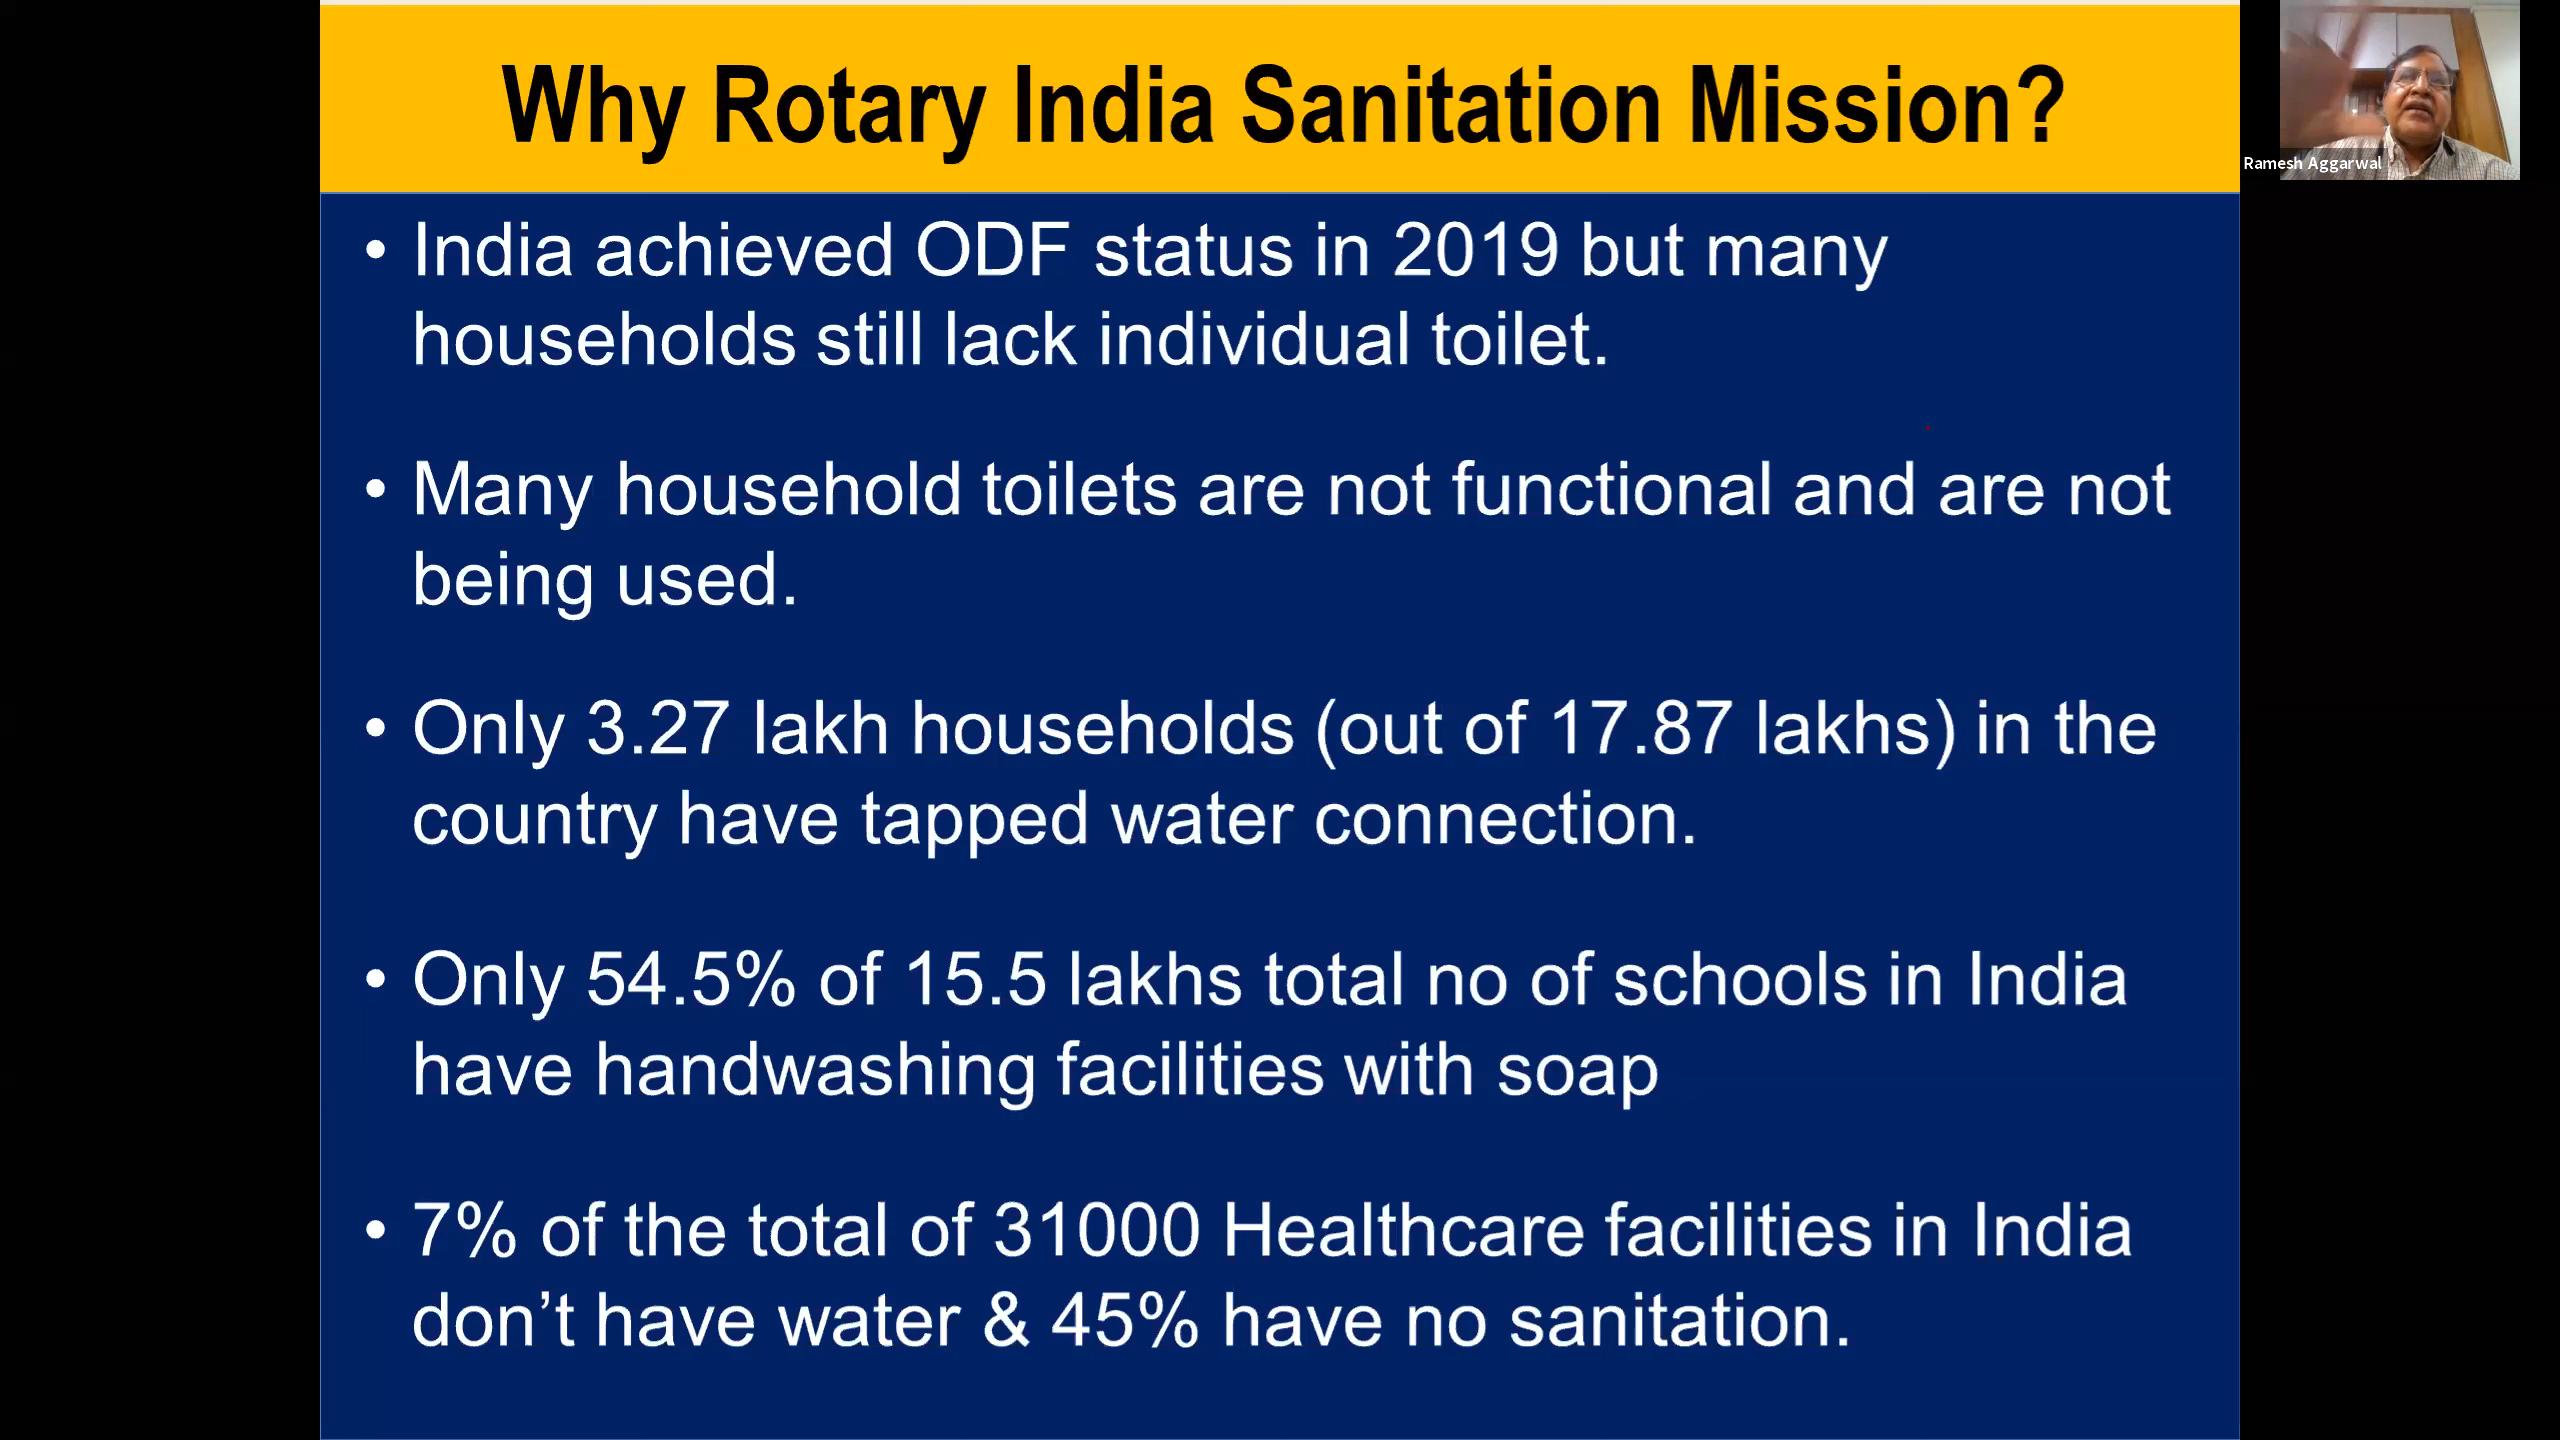 Why Rotary India Sanitation Mission?
Ramesh Aggarwal
• India achieved ODF status in 2019 but many
households still lack individual toilet.
• Many household toilets are not functional and are not
being used.
• Only 3.27 lakh households (out of 17.87 lakhs) in the
country have tapped water connection.
• Only 54.5% of 15.5 lakhs total no of schools in India
have handwashing facilities with soap
• 7% of the total of 31000 Healthcare facilities in India
don’t have water & 45% have no sanitation.